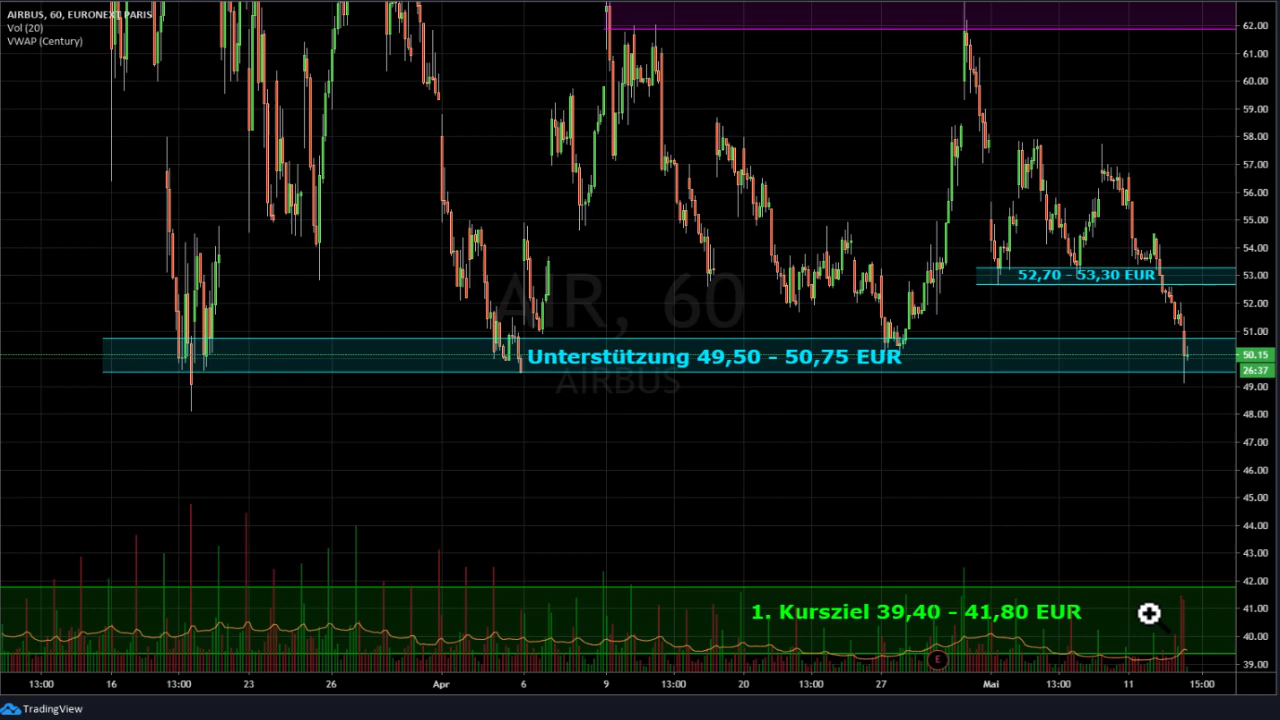 AIRBUS, 60, EURONEXT PARIS
Vol (20)
VWAP (Century)
62.00
61.00
60.00
59.00
58.00
57.00
56.00
55.00
54.00
52,70 - 53,30 EUR
53.00
AIR, 60
52.00
51.00
Unterstützung 49,50 - 50,75 EUR
50.15
26:37
AIRBUS
49.00
48.00
47.00
46.00
45.00
44.00
43.00
42.00
1. Kursziel 39,40 - 41,80 EUR
41.00
40.00
E
39.00
13:00 16 13:00 23 26 Apr 6 9 13:00 20 13:00 27 Mai 13:00 11 15:00
TradingView